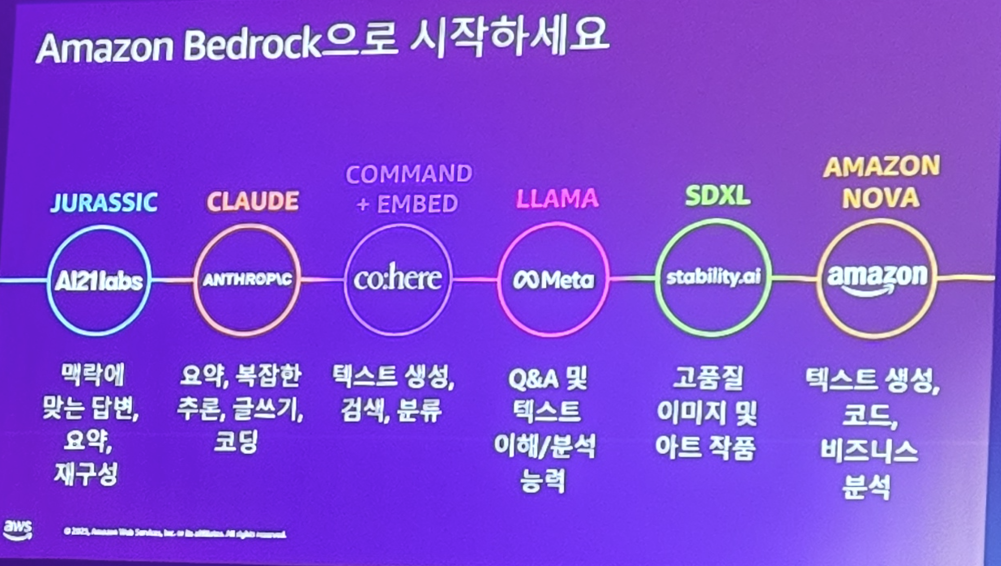 Amazon Bedrock으로 시작하세요
JURASSIC
AI21labs
맥락에
맞는 답변,
요약,
재구성
CLAUDE
ANTHROP\C
요약, 복잡한
추론, 글쓰기,
코딩
COMMAND
+ EMBED
co:here
텍스트 생성,
검색, 분류
LLAMA
Meta
Q&A 및
텍스트
이해/분석
능력
SDXL
stability.ai
고품질
이미지 및
아트 작품
AMAZON
NOVA
amazon
텍스트 생성,
코드,
비즈니스
분석
aws
© 2025, Amazon Web Services, Inc. or its affiliates. All rights reserved.